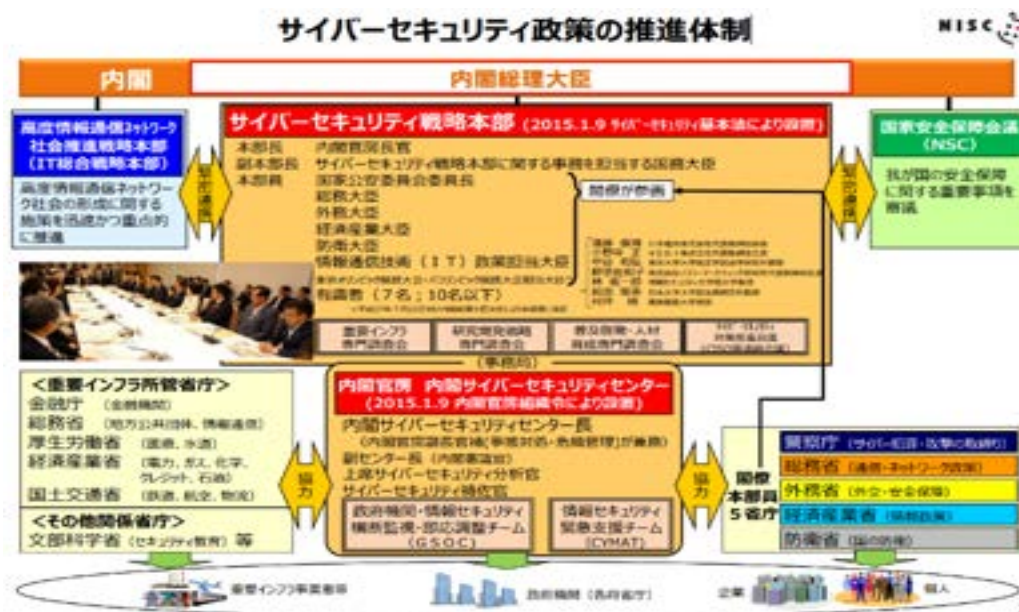 サイバーセキュリティ政策の推進体制
NISC
内閣
内閣総理大臣
高度情報通信ネットワーク
社会推進戦略本部
(IT総合戦略本部)
高度情報通信ネットワ
ーク社会の形成に関する
施策を迅速かつ重点的
に推進
緊密連携
サイバーセキュリティ戦略本部 (2015.1.9 サイバーセキュリティ基本法により設置)
本部長 内閣官房長官
副本部長 サイバーセキュリティ戦略本部に関する事務を担当する国務大臣
本部員 国家公安委員会委員長
総務大臣
外務大臣
経済産業大臣
防衛大臣
情報通信技術(IT)政策担当大臣
有識者(7名;10名以下)
閣僚が参画
重要インフラ
専門調査会
研究開発戦略
専門調査会
普及啓発・人材
育成専門調査会
緊密連携
国家安全保障会議
(NSC)
我が国の安全保障
に関する重要事項を
審議
(事務局)
内閣官房 内閣サイバーセキュリティセンター
(2015.1.9 内閣官房組織令により設置)
内閣サイバーセキュリティセンター長
(内閣官房副長官補[事態対処・危機管理]が兼務)
副センター長(内閣審議官)
上席サイバーセキュリティ分析官
サイバーセキュリティ補佐官
政府機関・情報セキュリティ
横断監視・即応調整チーム
(GSOC)
情報セキュリティ
緊急支援チーム
(CYMAT)
<重要インフラ所管省庁>
金融庁 (金融機関)
総務省 (地方公共団体、情報通信)
厚生労働省 (医療、水道)
経済産業省 (電力、ガス、化学、
クレジット、石油)
国土交通省 (鉄道、航空、物流)
<その他関係省庁>
文部科学省(セキュリティ教育)等
協力
協力
閣僚
本部員
5省庁
警察庁 (サイバー犯罪・攻撃の取締り)
総務省 (通信・ネットワーク政策)
外務省 (外交・安全保障)
経済産業省 (情報政策)
防衛省 (国の防衛)
重要インフラ事業者等
政府機関(各府省庁)
企業
個人